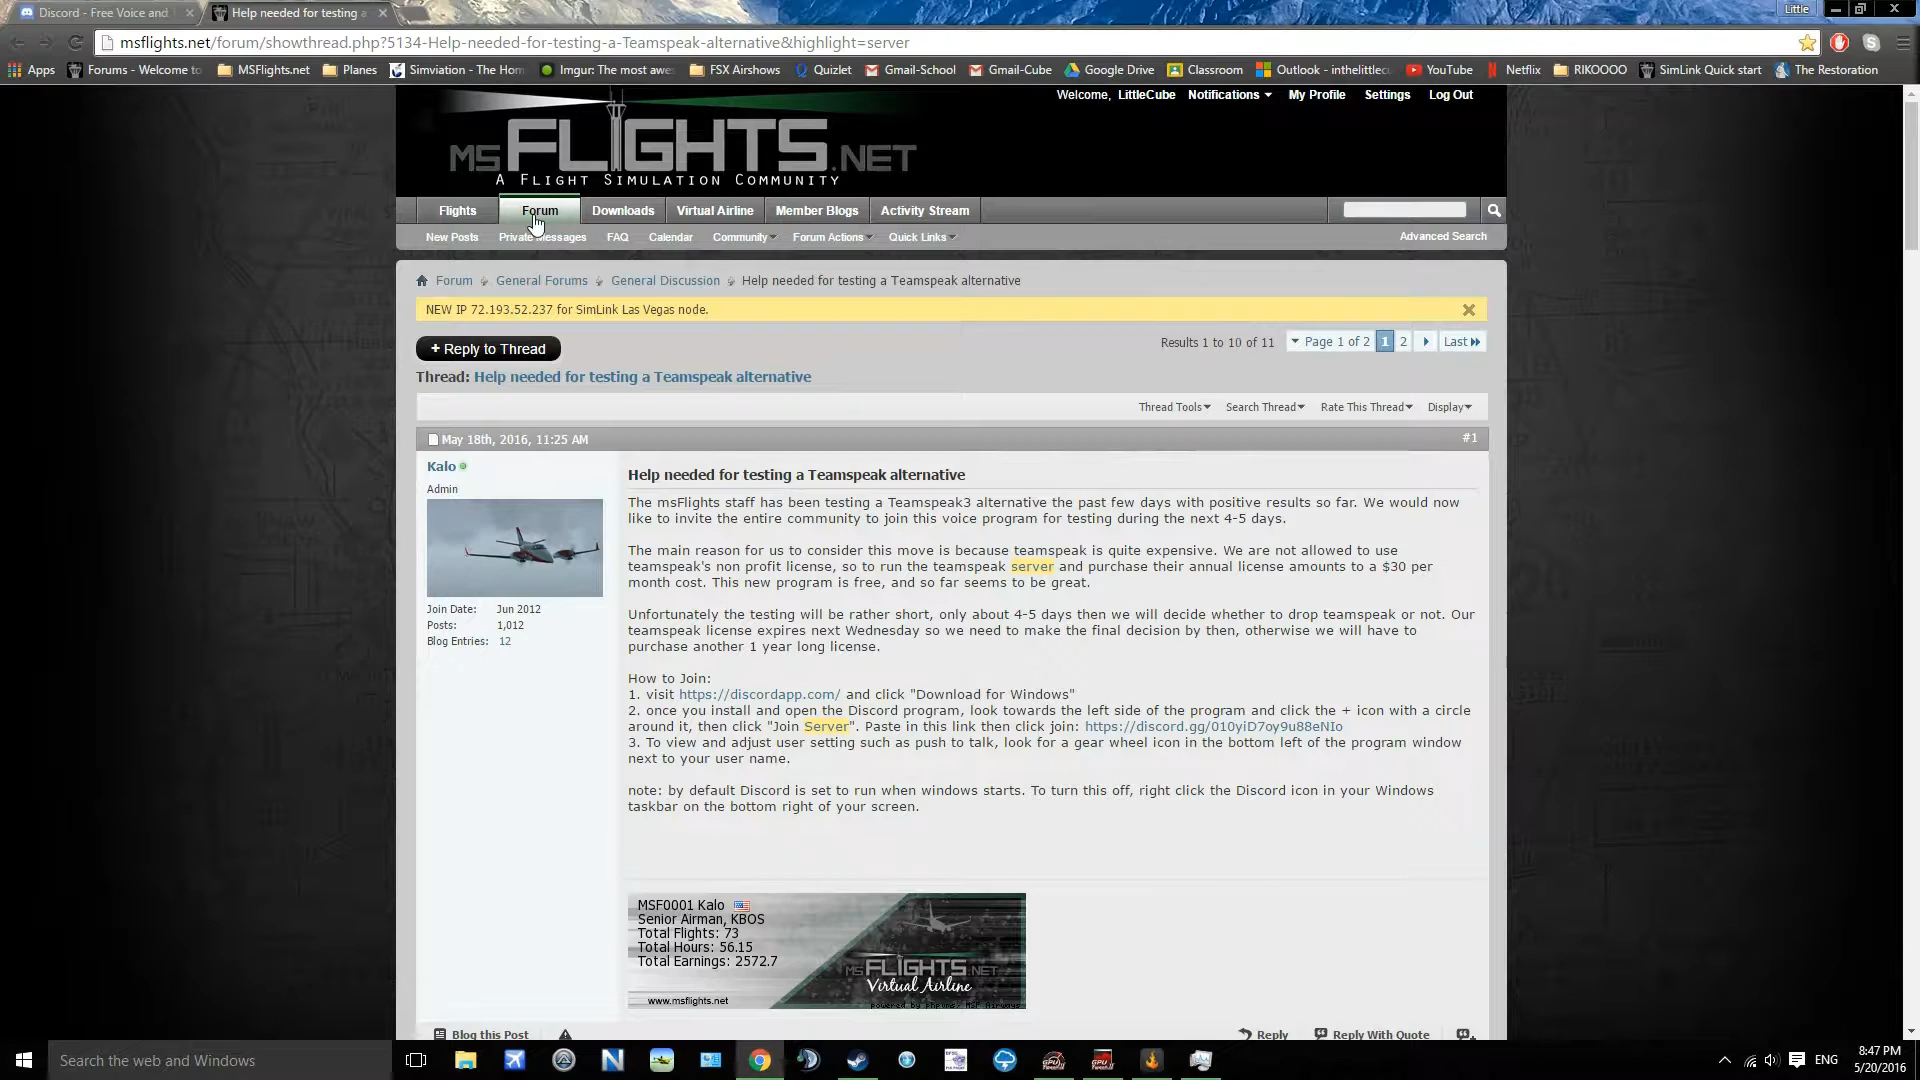 Discord - Free Voice and
Help needed for testing a
Little
msflights.net/forum/showthread.php?5134-Help-needed-for-testing-a-Teamspeak-alternative&highlight=server
Apps Forums - Welcome to MSFlights.net Planes Simviation - The Hom Imgur: The most awes FSX Airshows Quizlet Gmail-School Gmail-Cube Google Drive Classroom Outlook - inthelittlecu YouTube Netflix RIKOOOO SimLink Quick start The Restoration
Welcome, LittleCube Notifications My Profile Settings Log Out
MSFLIGHTS.NET
A FLIGHT SIMULATION COMMUNITY
Flights Forum Downloads Virtual Airline Member Blogs Activity Stream
New Posts Private Messages FAQ Calendar Community Forum Actions Quick Links Advanced Search
Forum General Forums General Discussion Help needed for testing a Teamspeak alternative
NEW IP 72.193.52.237 for SimLink Las Vegas node.
+ Reply to Thread
Results 1 to 10 of 11 Page 1 of 2 1 2 Last
Thread: Help needed for testing a Teamspeak alternative
Thread Tools Search Thread Rate This Thread Display
May 18th, 2016, 11:25 AM #1
Kalo
Admin
Join Date: Jun 2012
Posts: 1,012
Blog Entries: 12
Help needed for testing a Teamspeak alternative
The msFlights staff has been testing a Teamspeak3 alternative the past few days with positive results so far. We would now
like to invite the entire community to join this voice program for testing during the next 4-5 days.
The main reason for us to consider this move is because teamspeak is quite expensive. We are not allowed to use
teamspeak's non profit license, so to run the teamspeak server and purchase their annual license amounts to a $30 per
month cost. This new program is free, and so far seems to be great.
Unfortunately the testing will be rather short, only about 4-5 days then we will decide whether to drop teamspeak or not. Our
teamspeak license expires next Wednesday so we need to make the final decision by then, otherwise we will have to
purchase another 1 year long license.
How to Join:
1. visit https://discordapp.com/ and click "Download for Windows"
2. once you install and open the Discord program, look towards the left side of the program and click the + icon with a circle
around it, then click "Join Server". Paste in this link then click join: https://discord.gg/010yiD7oy9u88eNIo
3. To view and adjust user setting such as push to talk, look for a gear wheel icon in the bottom left of the program window
next to your user name.
note: by default Discord is set to run when windows starts. To turn this off, right click the Discord icon in your Windows
taskbar on the bottom right of your screen.
MSF0001 Kalo
Senior Airman, KBOS
Total Flights: 73
Total Hours: 56.15
Total Earnings: 2572.7
MSFLIGHTS.NET
Virtual Airline
www.msflights.net
powered by phpvms, MSF Airways
Blog this Post Reply Reply With Quote
Search the web and Windows
ENG
8:47 PM
5/20/2016